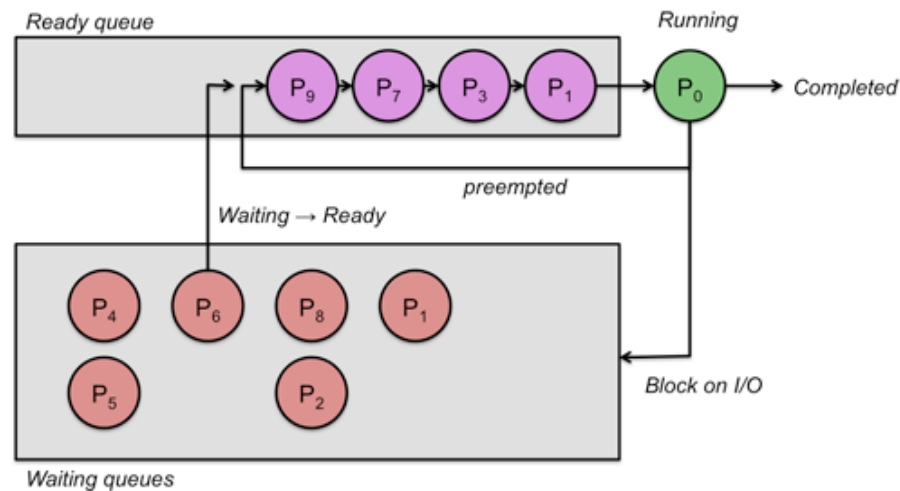 Ready queue
Running
P₉ P₇ P₃ P₁ P₀ Completed
preempted
Waiting → Ready
P₄ P₆ P₈ P₁
P₅ P₂
Block on I/O
Waiting queues